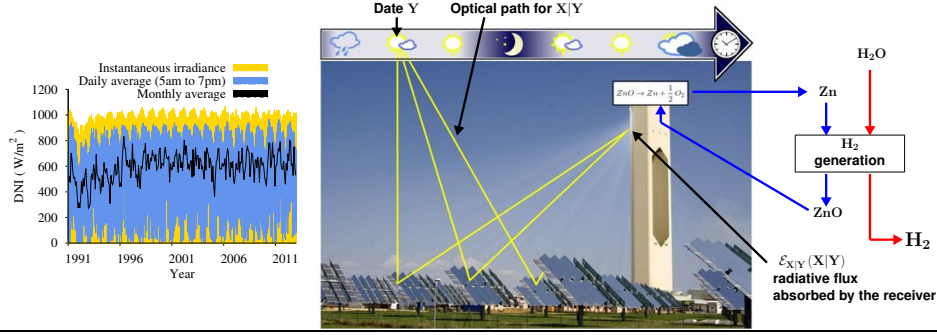 Date Y
Optical path for X|Y
Instantaneous irradiance
Daily average (5am to 7pm)
Monthly average
DNI ( W/m² )
1200
1000
800
600
400
200
0
1991
1996
2001
2006
2011
Year
ZnO → Zn + 1/2 O₂
H₂O
Zn
H₂
generation
ZnO
H₂
ℰ_X|Y (X|Y)
radiative flux
absorbed by the receiver